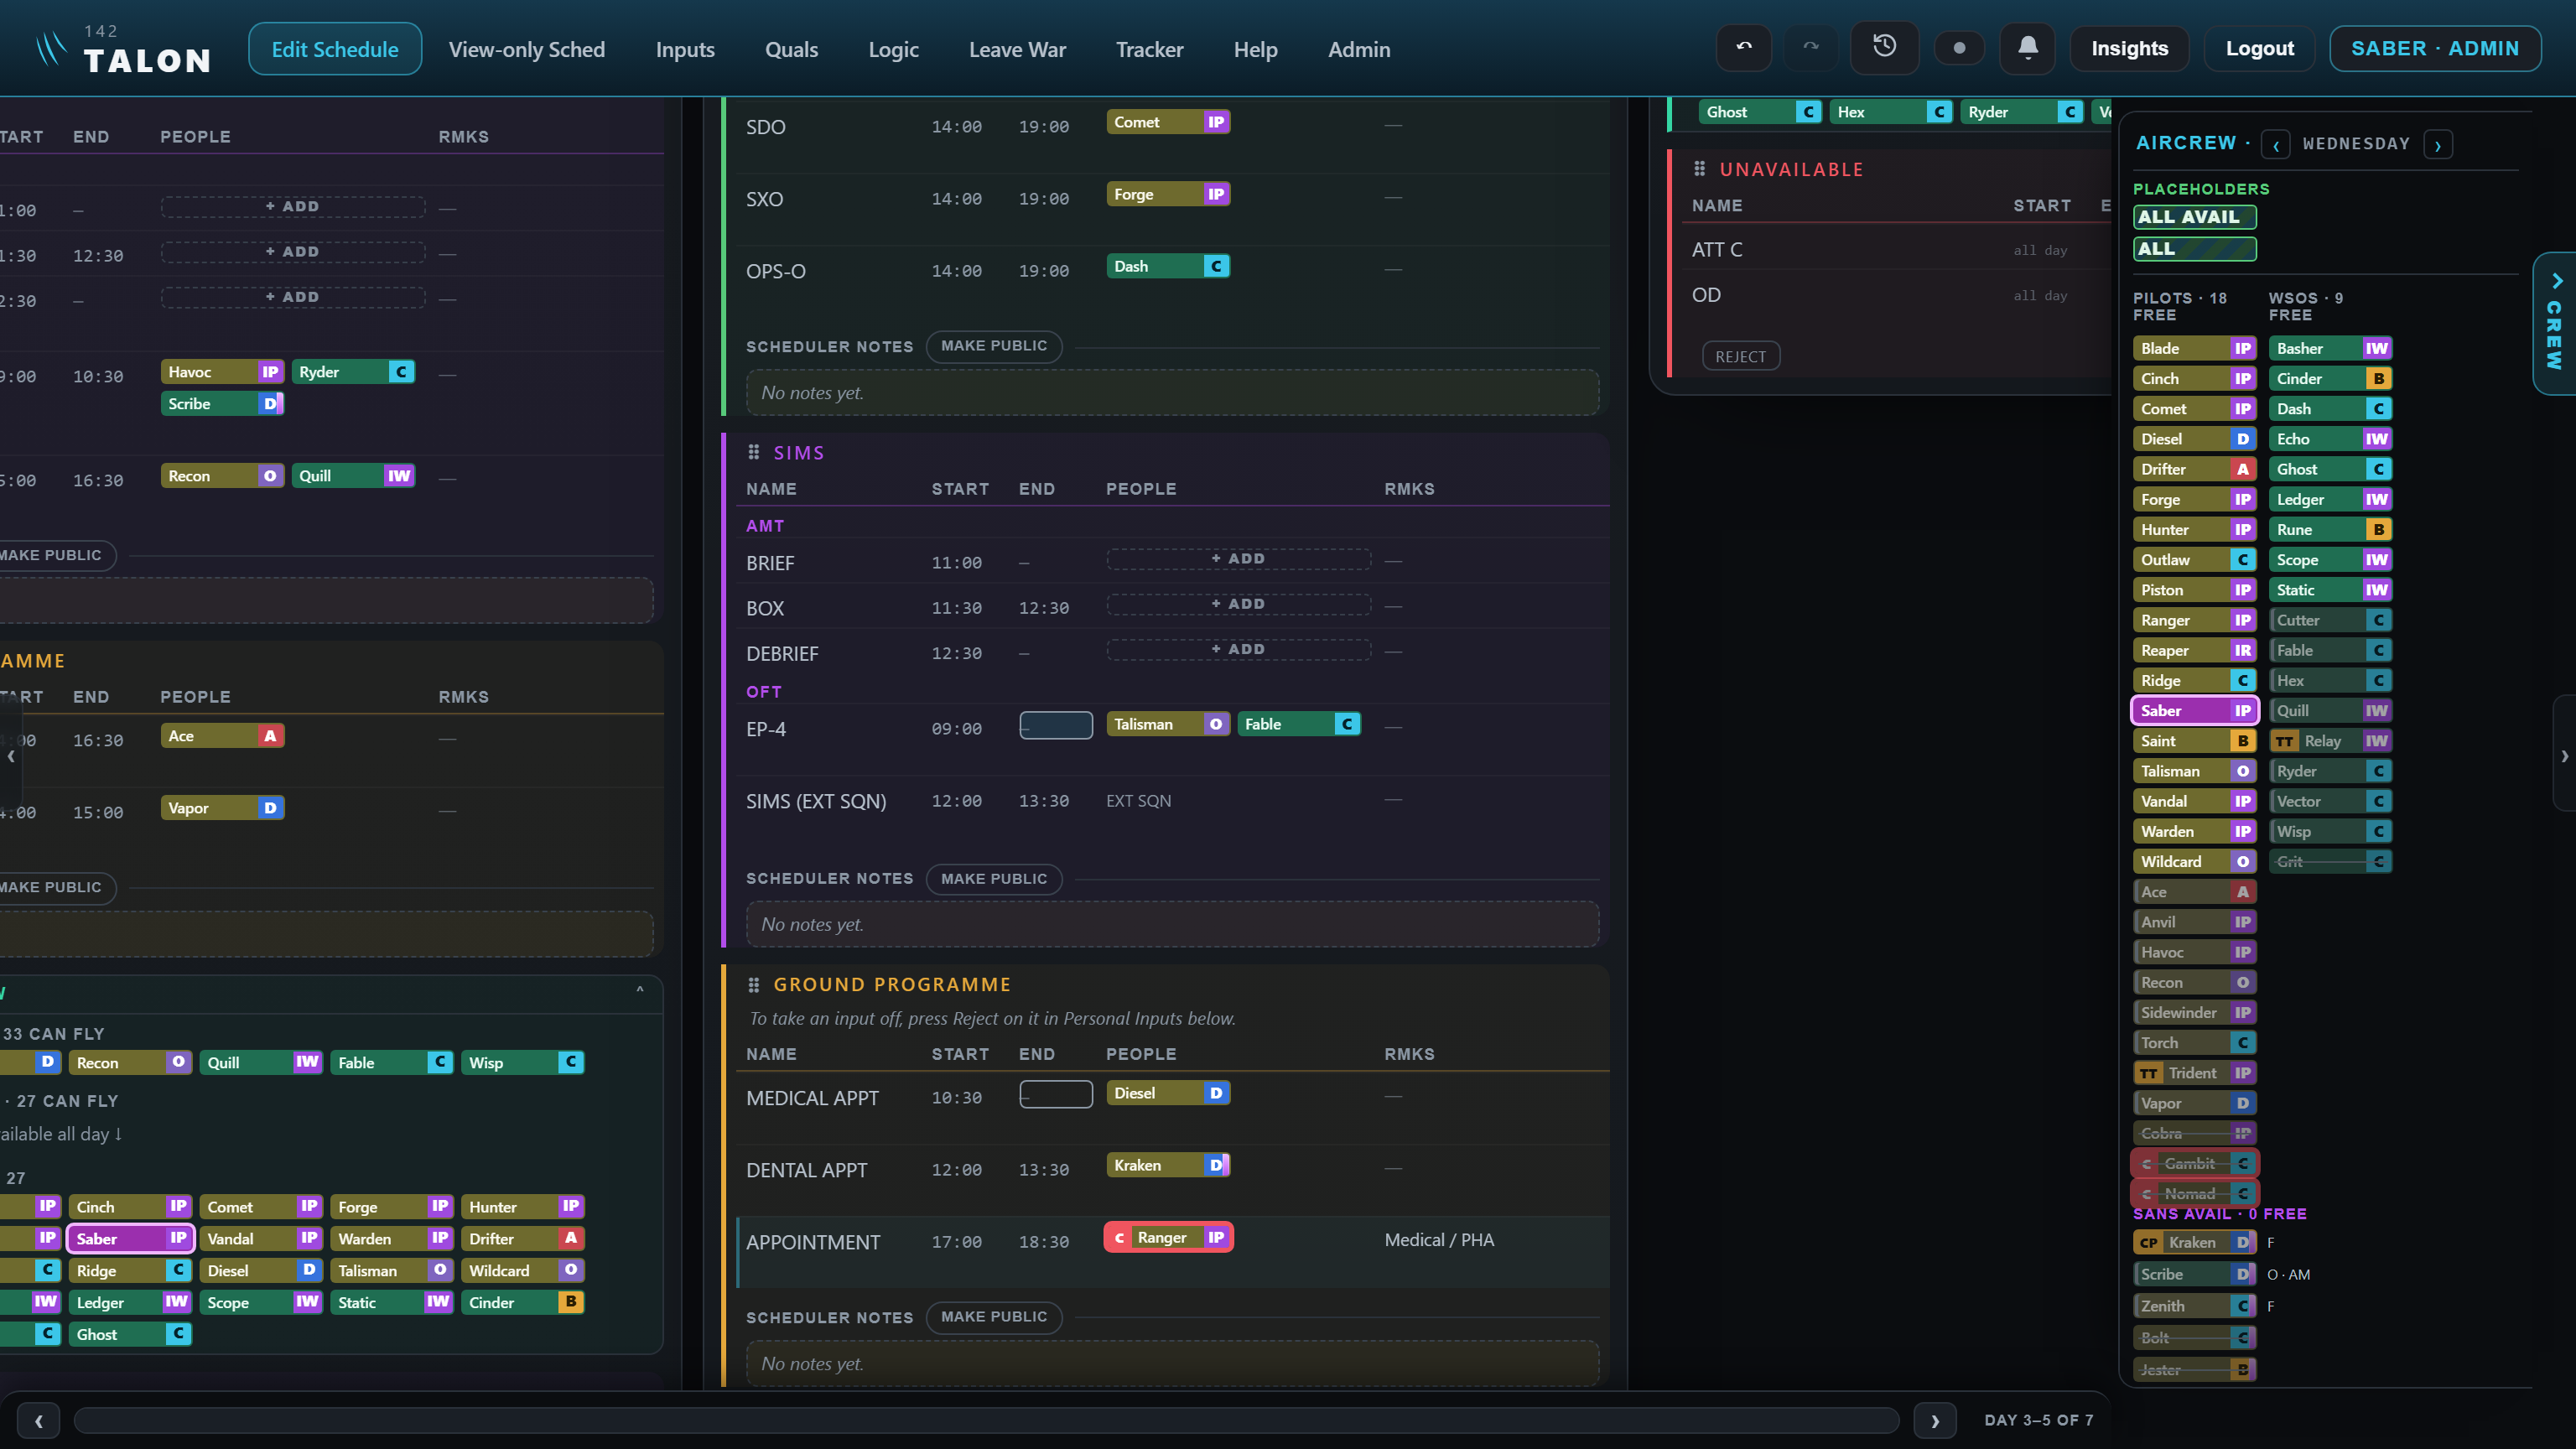 142
TALON
Edit Schedule
View-only Sched
Inputs
Quals
Logic
Leave War
Tracker
Help
Admin
Insights
Logout
SABER · ADMIN
END PEOPLE RMKS
– + ADD —
12:30 + ADD —
– + ADD —
10:30 Havoc IP Ryder C —
Scribe D
16:30 Recon O Quill IW —
MAKE PUBLIC
AMME
END PEOPLE RMKS
16:30 Ace A —
15:00 Vapor D —
MAKE PUBLIC
33 CAN FLY
D Recon O Quill IW Fable C Wisp C
· 27 CAN FLY
ailable all day ↓
27
IP Cinch IP Comet IP Forge IP Hunter IP
IP Saber IP Vandal IP Warden IP Drifter A
C Ridge C Diesel D Talisman O Wildcard O
IW Ledger IW Scope IW Static IW Cinder B
C Ghost C
SDO 14:00 19:00 Comet IP —
SXO 14:00 19:00 Forge IP —
OPS-O 14:00 19:00 Dash C —
SCHEDULER NOTES MAKE PUBLIC
No notes yet.
SIMS
NAME START END PEOPLE RMKS
AMT
BRIEF 11:00 – + ADD —
BOX 11:30 12:30 + ADD —
DEBRIEF 12:30 – + ADD —
OFT
EP-4 09:00 – Talisman O Fable C —
SIMS (EXT SQN) 12:00 13:30 EXT SQN —
SCHEDULER NOTES MAKE PUBLIC
No notes yet.
GROUND PROGRAMME
To take an input off, press Reject on it in Personal Inputs below.
NAME START END PEOPLE RMKS
MEDICAL APPT 10:30 – Diesel D —
DENTAL APPT 12:00 13:30 Kraken D —
APPOINTMENT 17:00 18:30 C Ranger IP Medical / PHA
SCHEDULER NOTES MAKE PUBLIC
No notes yet.
Ghost C Hex C Ryder C
UNAVAILABLE
NAME START E
ATT C all day
OD all day
REJECT
AIRCREW · ‹ WEDNESDAY ›
PLACEHOLDERS
ALL AVAIL
ALL
PILOTS · 18 FREE
WSOS · 9 FREE
Blade IP Basher IW
Cinch IP Cinder B
Comet IP Dash C
Diesel D Echo IW
Drifter A Ghost C
Forge IP Ledger IW
Hunter IP Rune B
Outlaw C Scope IW
Piston IP Static IW
Ranger IP Cutter C
Reaper IR Fable C
Ridge C Hex C
Saber IP Quill IW
Saint B TT Relay IW
Talisman O Ryder C
Vandal IP Vector C
Warden IP Wisp C
Wildcard O Grit C
Ace A
Anvil IP
Havoc IP
Recon O
Sidewinder IP
Torch C
TT Trident IP
Vapor D
Cobra IP
C Gambit C
C Nomad C
SANS AVAIL · 0 FREE
CP Kraken D F
Scribe D O · AM
Zenith C F
Bolt C
Jester B
CREW
DAY 3–5 OF 7